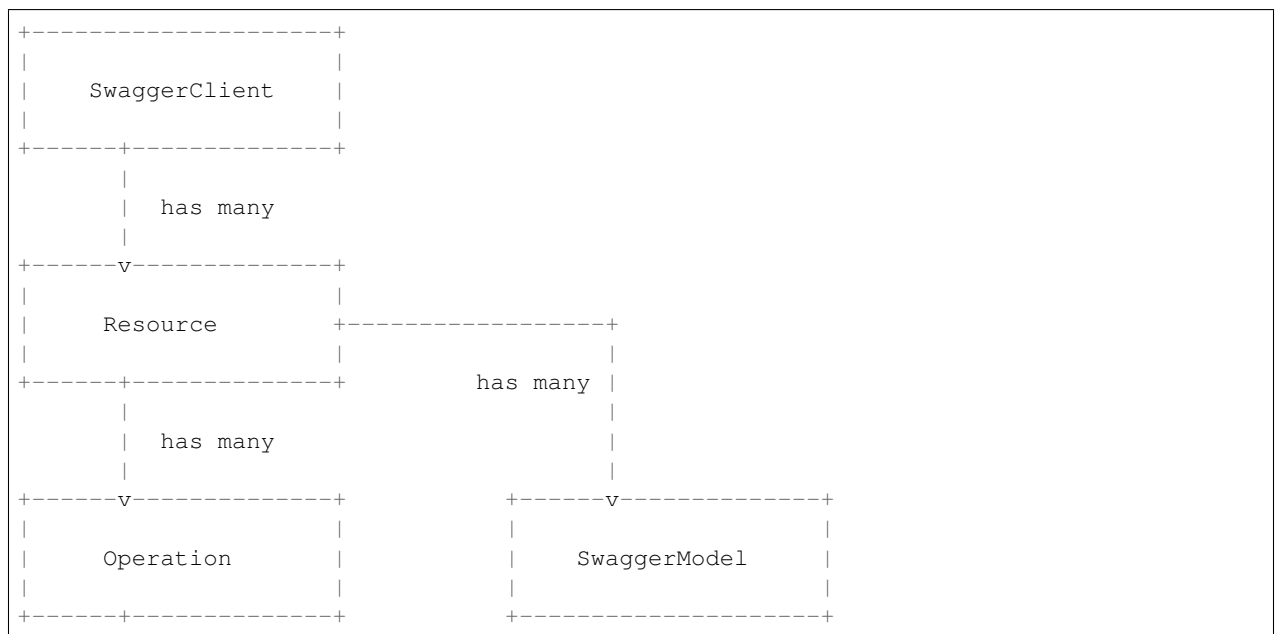 SwaggerClient
has many
Resource
has many
has many
Operation SwaggerModel